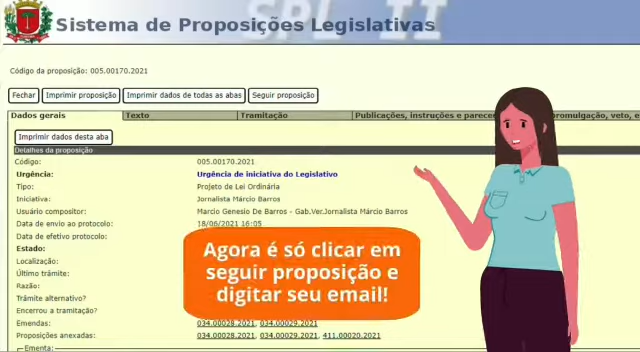 SPL II
Sistema de Proposições Legislativas
Código da proposição: 005.00170.2021
Fechar Imprimir proposição Imprimir dados de todas as abas Seguir proposição
Dados gerais Texto Tramitação Publicações, instruções e parece omulgação, veto, e
Imprimir dados desta aba
Detalhes da proposição
Código: 005.00170.2021
Urgência: Urgência de iniciativa do Legislativo
Tipo: Projeto de Lei Ordinária
Iniciativa: Jornalista Márcio Barros
Usuário compositor: Marcio Genesio De Barros - Gab.Ver.Jornalista Márcio Barros
Data de envio ao protocolo: 18/06/2021 16:05
Data de efetivo protocolo:
Estado:
Localização:
Último trâmite:
Razão:
Trâmite alternativo?
Encerrou a tramitação?
Agora é só clicar em
seguir proposição e
digitar seu email!
Emendas: 034.00028.2021, 034.00029.2021
Proposições anexadas: 034.00028.2021, 034.00029.2021, 411.00020.2021
Ementa: